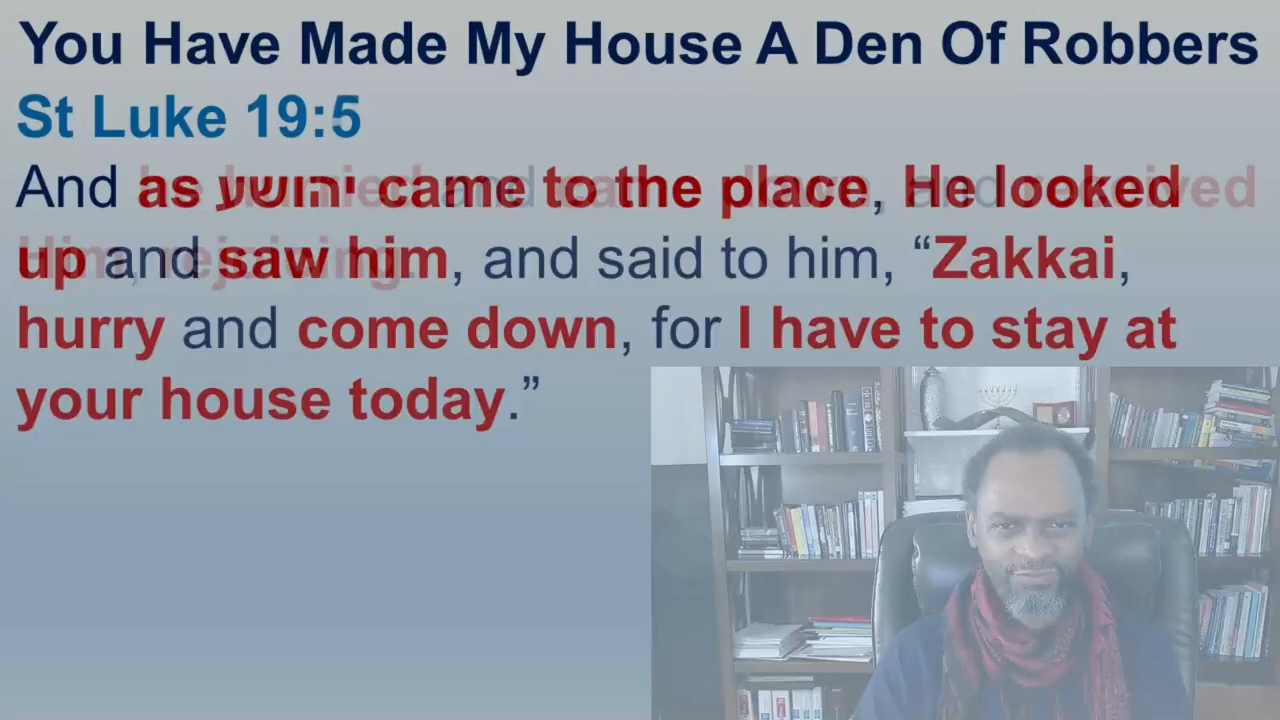 You Have Made My House A Den Of Robbers
St Luke 19:5
And as יהושע came to the place, He looked
up and saw him, and said to him, “Zakkai,
hurry and come down, for I have to stay at
your house today.”